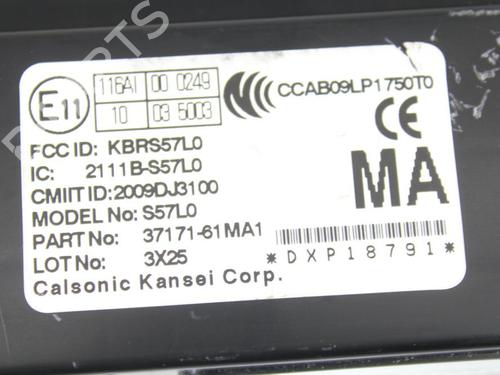 E11
116AI 00 0249
10 03 5003
CCAB09LP1750T0
CE
FCC ID: KBRS57L0
IC: 2111B-S57L0
CMIIT ID:2009DJ3100
MODEL No: S57L0
PART No: 37171-61MA1
LOT No: 3X25
Calsonic Kansei Corp.
MA
*DXP18791*